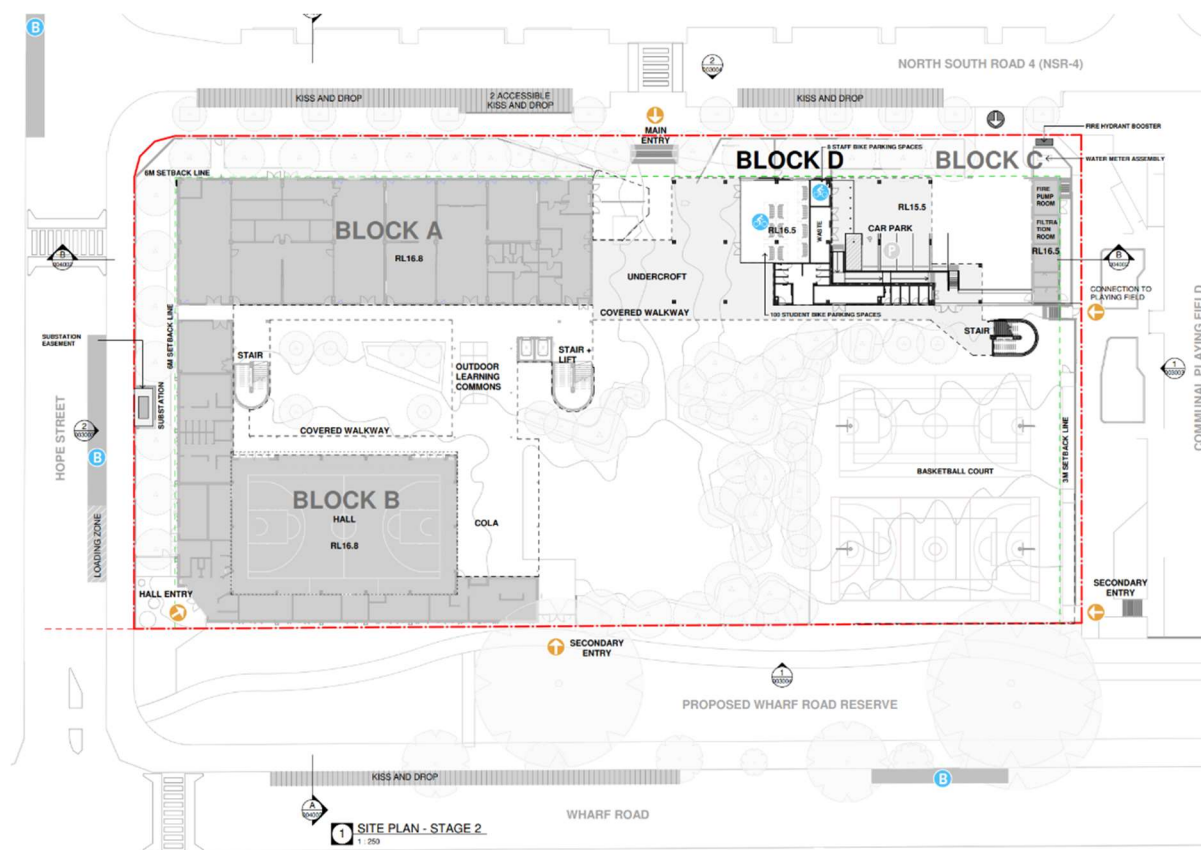 B
2
NORTH SOUTH ROAD 4 (NSR-4)
KISS AND DROP
2 ACCESSIBLE
KISS AND DROP
KISS AND DROP
MAIN
ENTRY
FIRE HYDRANT BOOSTER
8 STAFF BIKE PARKING SPACES
BLOCK D
BLOCK C
WATER METER ASSEMBLY
6M SETBACK LINE
FIRE
PUMP
ROOM
RL15.5
BLOCK A
RL16.5
WASTE
CAR PARK
FILTRA
TION
ROOM
RL16.5
P
B
RL16.8
B
UNDERCROFT
CONNECTION TO
PLAYING FIELD
COVERED WALKWAY
100 STUDENT BIKE PARKING SPACES
6M SETBACK LINE
STAIR
SUBSTATION
EASEMENT
STAIR
STAIR +
LIFT
OUTDOOR
LEARNING
COMMONS
1
SUBSTATION
COMMUNAL PLAYING FIELD
HOPE STREET
2
COVERED WALKWAY
3M SETBACK LINE
B
BASKETBALL COURT
BLOCK B
HALL
COLA
LOADING ZONE
RL16.8
HALL ENTRY
SECONDARY
ENTRY
SECONDARY
ENTRY
1
PROPOSED WHARF ROAD RESERVE
KISS AND DROP
B
A
WHARF ROAD
1
SITE PLAN - STAGE 2
1 : 250